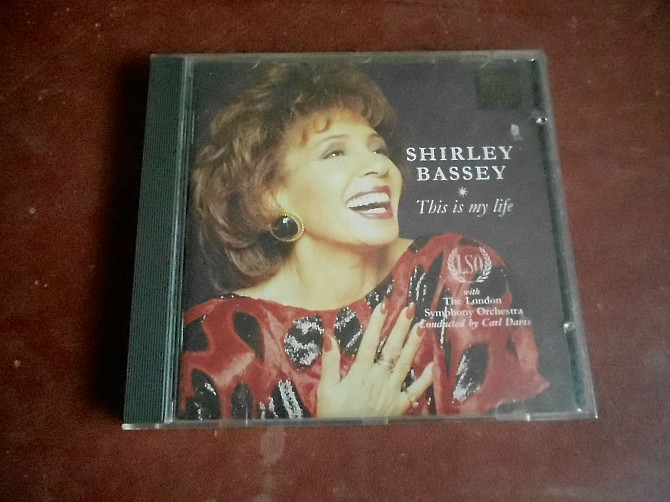 SHIRLEY
BASSEY
This is my life
LSO
with
The London
Symphony Orchestra
Conducted by Carl Davis